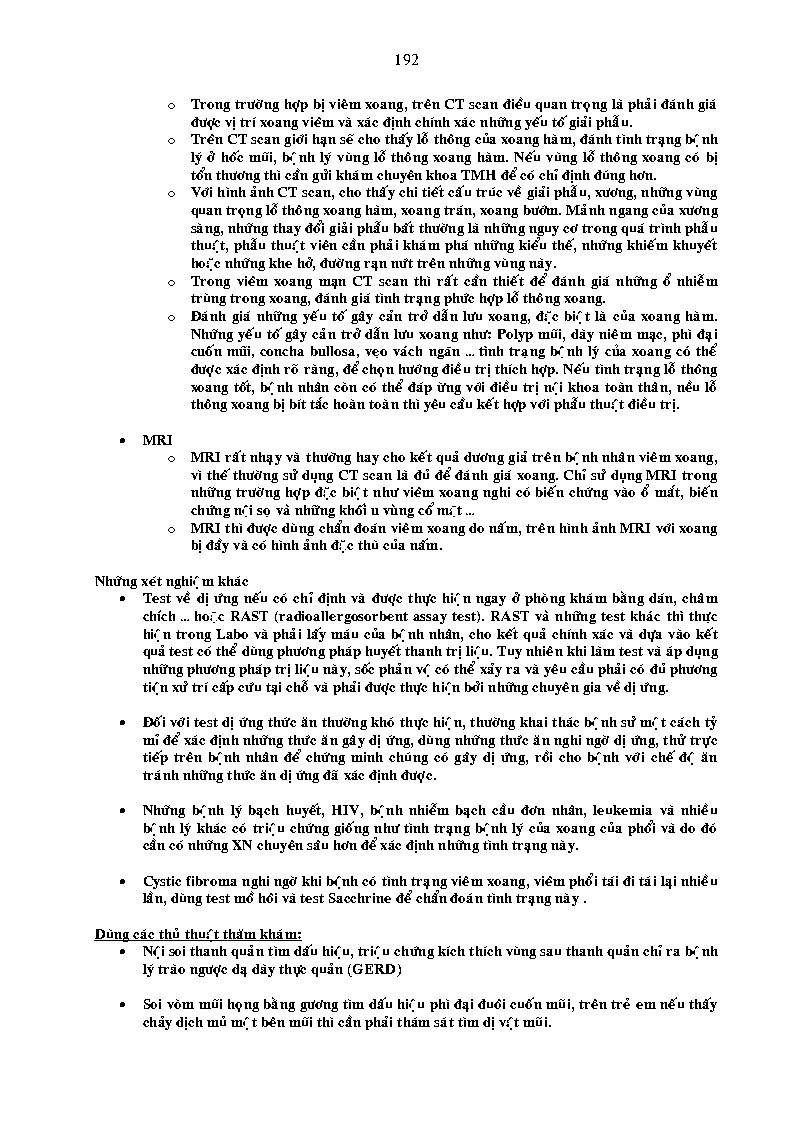 192
o Trong trường hợp bị viêm xoang, trên CT scan điều quan trọng là phải đánh giá
được vị trí xoang viêm và xác định chính xác những yếu tố giải phẫu.
o Trên CT scan giới hạn sẽ cho thấy lỗ thông của xoang hàm, đánh tình trạng bệnh
lý ở hốc mũi, bệnh lý vùng lỗ thông xoang hàm. Nếu vùng lỗ thông xoang có bị
tổn thương thì cần gửi khám chuyên khoa TMH để có chỉ định đúng hơn.
o Với hình ảnh CT scan, cho thấy chi tiết cấu trúc về giải phẫu, xương, những vùng
quan trọng lỗ thông xoang hàm, xoang trán, xoang bướm. Mảnh ngang của xương
sàng, những thay đổi giải phẫu bất thường là những nguy cơ trong quá trình phẫu
thuật, phẫu thuật viên cần phải khám phá những kiểu thế, những khiếm khuyết
hoặc những khe hở, đường rạn nứt trên những vùng này.
o Trong viêm xoang mạn CT scan thì rất cần thiết để đánh giá những ổ nhiễm
trùng trong xoang, đánh giá tình trạng phức hợp lỗ thông xoang.
o Đánh giá những yếu tố gây cản trở dẫn lưu xoang, đặc biệt là của xoang hàm.
Những yếu tố gây cản trở dẫn lưu xoang như: Polyp mũi, dày niêm mạc, phì đại
cuốn mũi, concha bullosa, vẹo vách ngăn ... tình trạng bệnh lý của xoang có thể
được xác định rõ ràng, để chọn hướng điều trị thích hợp. Nếu tình trạng lỗ thông
xoang tốt, bệnh nhân còn có thể đáp ứng với điều trị nội khoa toàn thân, nếu lỗ
thông xoang bị bít tắc hoàn toàn thì yêu cầu kết hợp với phẫu thuật điều trị.
• MRI
o MRI rất nhạy và thường hay cho kết quả dương giả trên bệnh nhân viêm xoang,
vì thế thường sử dụng CT scan là đủ để đánh giá xoang. Chỉ sử dụng MRI trong
những trường hợp đặc biệt như viêm xoang nghi có biến chứng vào ổ mắt, biến
chứng nội sọ và những khối u vùng cổ mặt ...
o MRI thì được dùng chẩn đoán viêm xoang do nấm, trên hình ảnh MRI với xoang
bị đầy và có hình ảnh đặc thù của nấm.
Những xét nghiệm khác
• Test về dị ứng nếu có chỉ định và được thực hiện ngay ở phòng khám bằng dán, châm
chích ... hoặc RAST (radioallergosorbent assay test). RAST và những test khác thì thực
hiện trong Labo và phải lấy máu của bệnh nhân, cho kết quả chính xác và dựa vào kết
quả test có thể dùng phương pháp huyết thanh trị liệu. Tuy nhiên khi làm test và áp dụng
những phương pháp trị liệu này, sốc phản vệ có thể xảy ra và yêu cầu phải có đủ phương
tiện xử trí cấp cứu tại chỗ và phải được thực hiện bởi những chuyên gia về dị ứng.
• Đối với test dị ứng thức ăn thường khó thực hiện, thường khai thác bệnh sử một cách tỷ
mỉ để xác định những thức ăn gây dị ứng, dùng những thức ăn nghi ngờ dị ứng, thử trực
tiếp trên bệnh nhân để chứng minh chúng có gây dị ứng, rồi cho bệnh với chế độ ăn
tránh những thức ăn dị ứng đã xác định được.
• Những bệnh lý bạch huyết, HIV, bệnh nhiễm bạch cầu đơn nhân, leukemia và nhiều
bệnh lý khác có triệu chứng giống như tình trạng bệnh lý của xoang của phổi và do đó
cần có những XN chuyên sâu hơn để xác định những tình trạng này.
• Cystic fibroma nghi ngờ khi bệnh có tình trạng viêm xoang, viêm phổi tái đi tái lại nhiều
lần, dùng test mồ hôi và test Sacchrine để chẩn đoán tình trạng này .
Dùng các thủ thuật thăm khám:
• Nội soi thanh quản tìm dấu hiệu, triệu chứng kích thích vùng sau thanh quản chỉ ra bệnh
lý trào ngược dạ dày thực quản (GERD)
• Soi vòm mũi họng bằng gương tìm dấu hiệu phì đại đuôi cuốn mũi, trên trẻ em nếu thấy
chảy dịch mủ một bên mũi thì cần phải thám sát tìm dị vật mũi.